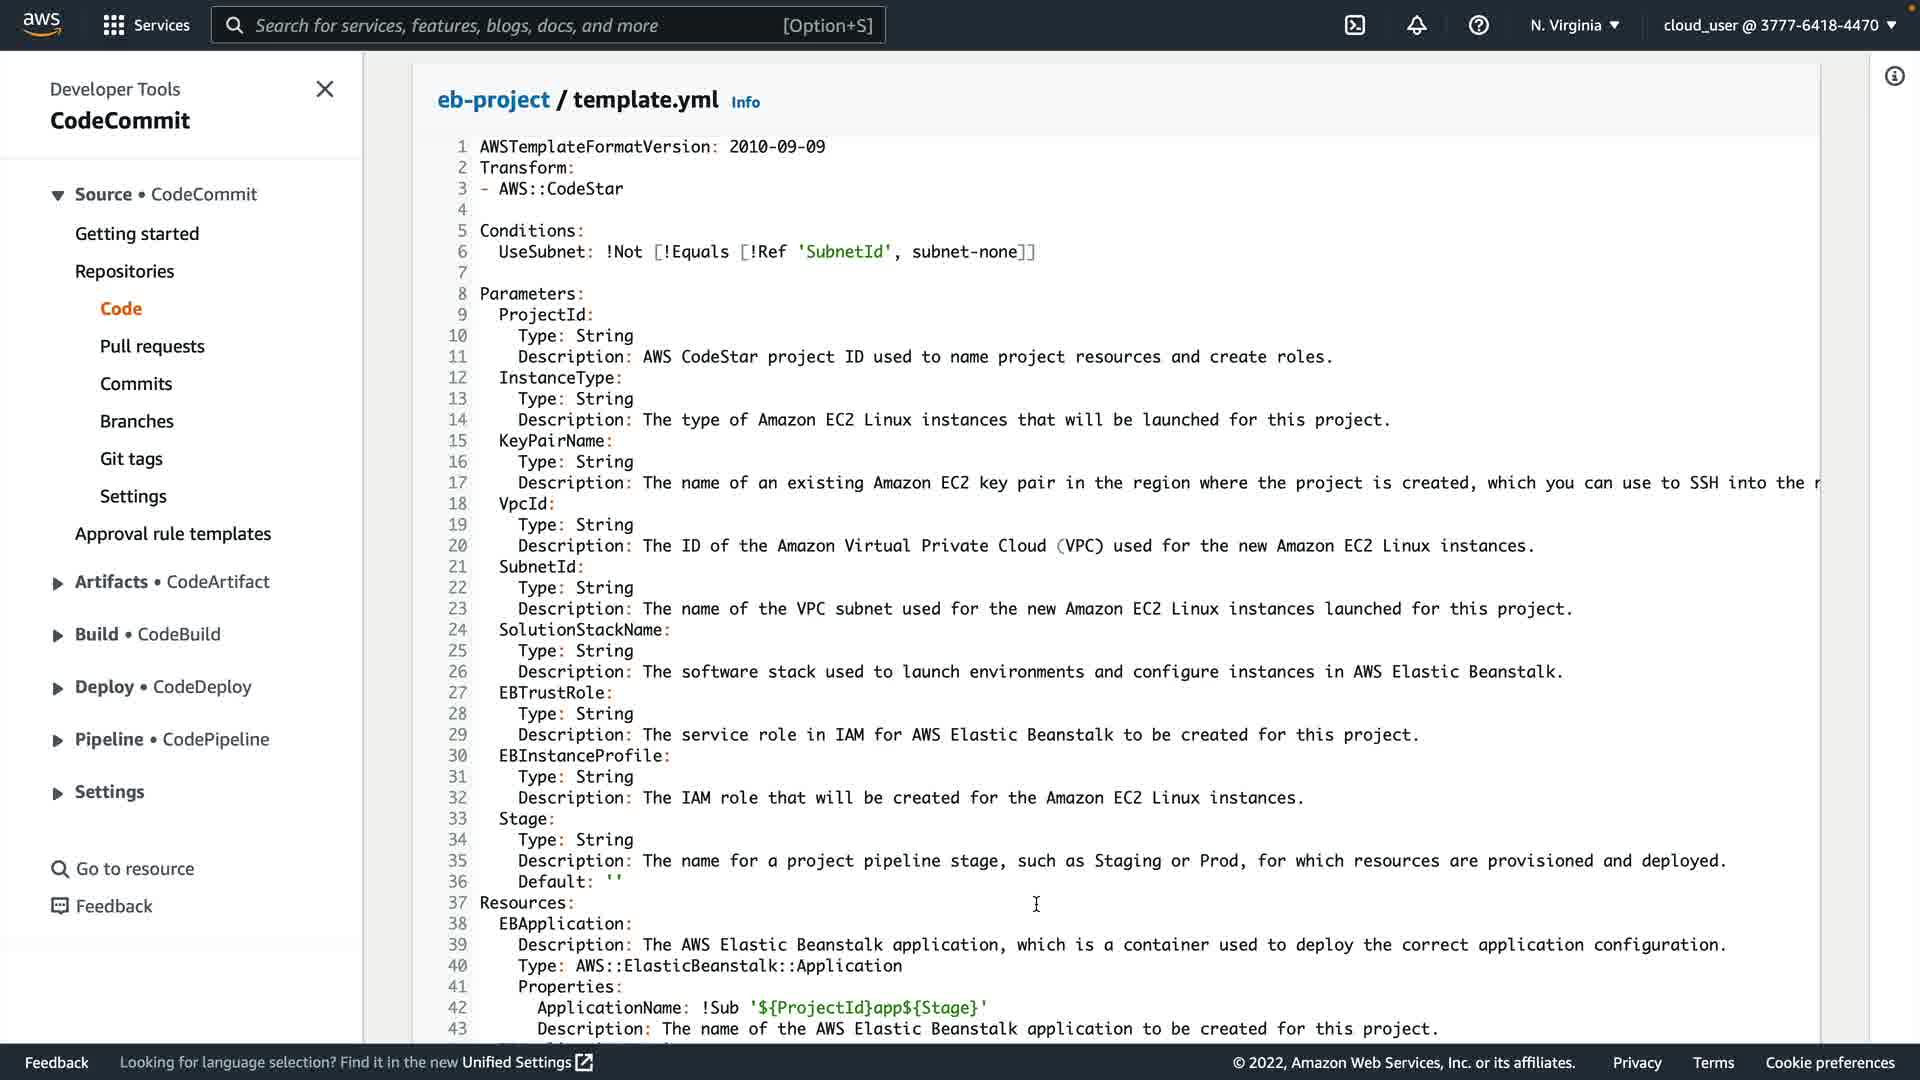 aws
Services
Search for services, features, blogs, docs, and more
[Option+S]
N. Virginia
cloud_user @ 3777-6418-4470
Developer Tools
CodeCommit
Source • CodeCommit
Getting started
Repositories
Code
Pull requests
Commits
Branches
Git tags
Settings
Approval rule templates
Artifacts • CodeArtifact
Build • CodeBuild
Deploy • CodeDeploy
Pipeline • CodePipeline
Settings
Go to resource
Feedback
eb-project / template.yml Info
1 AWSTemplateFormatVersion: 2010-09-09
2 Transform:
3 - AWS::CodeStar
4
5 Conditions:
6   UseSubnet: !Not [!Equals [!Ref 'SubnetId', subnet-none]]
7
8 Parameters:
9   ProjectId:
10     Type: String
11     Description: AWS CodeStar project ID used to name project resources and create roles.
12   InstanceType:
13     Type: String
14     Description: The type of Amazon EC2 Linux instances that will be launched for this project.
15   KeyPairName:
16     Type: String
17     Description: The name of an existing Amazon EC2 key pair in the region where the project is created, which you can use to SSH into the
18   VpcId:
19     Type: String
20     Description: The ID of the Amazon Virtual Private Cloud (VPC) used for the new Amazon EC2 Linux instances.
21   SubnetId:
22     Type: String
23     Description: The name of the VPC subnet used for the new Amazon EC2 Linux instances launched for this project.
24   SolutionStackName:
25     Type: String
26     Description: The software stack used to launch environments and configure instances in AWS Elastic Beanstalk.
27   EBTrustRole:
28     Type: String
29     Description: The service role in IAM for AWS Elastic Beanstalk to be created for this project.
30   EBInstanceProfile:
31     Type: String
32     Description: The IAM role that will be created for the Amazon EC2 Linux instances.
33   Stage:
34     Type: String
35     Description: The name for a project pipeline stage, such as Staging or Prod, for which resources are provisioned and deployed.
36     Default: ''
37 Resources:
38   EBApplication:
39     Description: The AWS Elastic Beanstalk application, which is a container used to deploy the correct application configuration.
40     Type: AWS::ElasticBeanstalk::Application
41     Properties:
42       ApplicationName: !Sub '${ProjectId}app${Stage}'
43       Description: The name of the AWS Elastic Beanstalk application to be created for this project.
Feedback
Looking for language selection? Find it in the new Unified Settings
© 2022, Amazon Web Services, Inc. or its affiliates.
Privacy
Terms
Cookie preferences